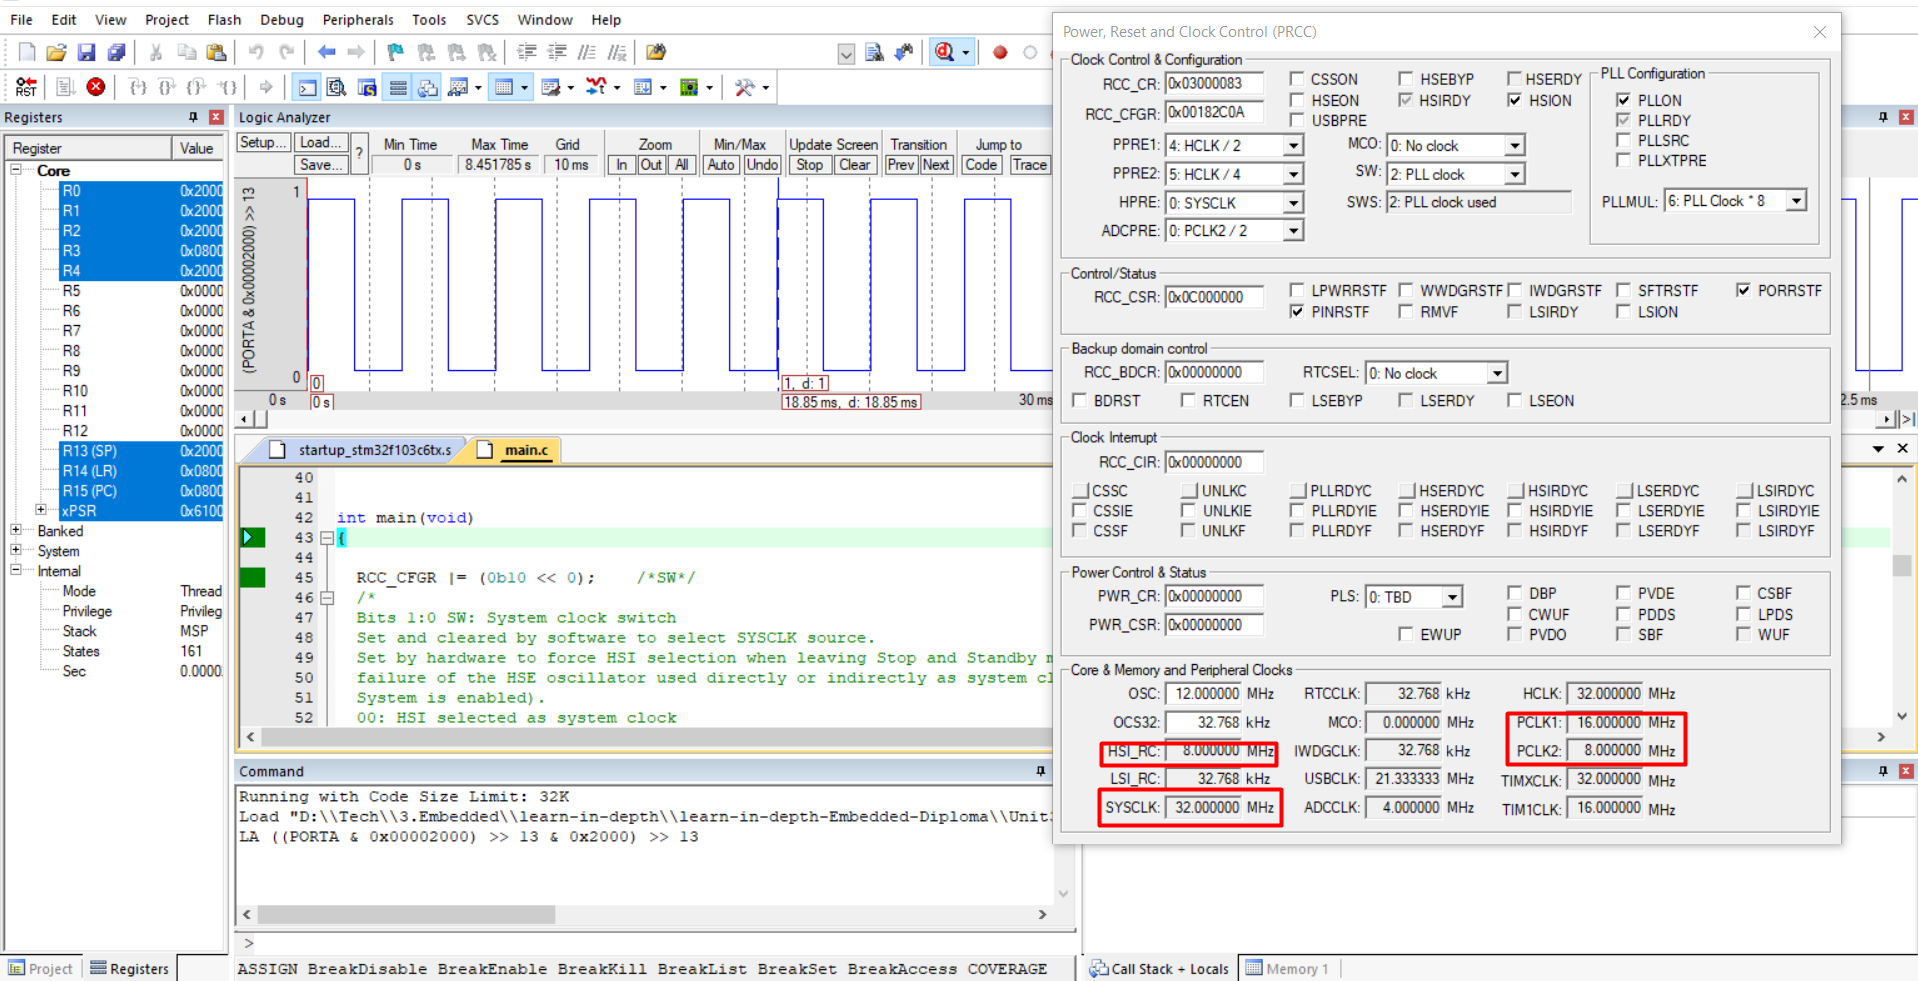 File Edit View Project Flash Debug Peripherals Tools SVCS Window Help
RST
Registers
Register Value
Core
R0 0x2000
R1 0x2000
R2 0x2000
R3 0x0800
R4 0x2000
R5 0x0000
R6 0x0000
R7 0x0000
R8 0x0000
R9 0x0000
R10 0x0000
R11 0x0000
R12 0x0000
R13 (SP) 0x2000
R14 (LR) 0x0800
R15 (PC) 0x0800
xPSR 0x6100
Banked
System
Internal
Mode Thread
Privilege Privileg
Stack MSP
States 161
Sec 0.0000
Project Registers
Logic Analyzer
Setup... Load... Save... ?
Min Time Max Time Grid Zoom Min/Max Update Screen Transition Jump to
0 s 8.451785 s 10 ms In Out All Auto Undo Stop Clear Prev Next Code Trace
(PORTA & 0x00002000) >> 13
1
0
0 1, d: 1
0 s 0 s 18.85 ms, d: 18.85 ms 30 ms 2.5 ms
startup_stm32f103c6tx.s main.c
40
41
42 int main(void)
43 {
44
45 RCC_CFGR |= (0b10 << 0); /*SW*/
46 /*
47 Bits 1:0 SW: System clock switch
48 Set and cleared by software to select SYSCLK source.
49 Set by hardware to force HSI selection when leaving Stop and Standby m
50 failure of the HSE oscillator used directly or indirectly as system cl
51 System is enabled).
52 00: HSI selected as system clock
Command
Running with Code Size Limit: 32K
Load "D:\\Tech\\3.Embedded\\learn-in-depth\\learn-in-depth-Embedded-Diploma\\Unit
LA ((PORTA & 0x00002000) >> 13 & 0x2000) >> 13
>
ASSIGN BreakDisable BreakEnable BreakKill BreakList BreakSet BreakAccess COVERAGE
Call Stack + Locals Memory 1
Power, Reset and Clock Control (PRCC)
Clock Control & Configuration
RCC_CR: 0x03000083 CSSON HSEBYP HSERDY
RCC_CFGR: 0x00182C0A HSEON HSIRDY HSION
USBPRE
PPRE1: 4: HCLK / 2 MCO: 0: No clock
PPRE2: 5: HCLK / 4 SW: 2: PLL clock
HPRE: 0: SYSCLK SWS: 2: PLL clock used
ADCPRE: 0: PCLK2 / 2
PLL Configuration
PLLON
PLLRDY
PLLSRC
PLLXTPRE
PLLMUL: 6: PLL Clock * 8
Control/Status
RCC_CSR: 0x0C000000 LPWRRSTF WWDGRSTF IWDGRSTF SFTRSTF PORRSTF
PINRSTF RMVF LSIRDY LSION
Backup domain control
RCC_BDCR: 0x00000000 RTCSEL: 0: No clock
BDRST RTCEN LSEBYP LSERDY LSEON
Clock Interrupt
RCC_CIR: 0x00000000
CSSC UNLKC PLLRDYC HSERDYC HSIRDYC LSERDYC LSIRDYC
CSSIE UNLKIE PLLRDYIE HSERDYIE HSIRDYIE LSERDYIE LSIRDYIE
CSSF UNLKF PLLRDYF HSERDYF HSIRDYF LSERDYF LSIRDYF
Power Control & Status
PWR_CR: 0x00000000 PLS: 0: TBD DBP PVDE CSBF
CWUF PDDS LPDS
PWR_CSR: 0x00000000 EWUP PVDO SBF WUF
Core & Memory and Peripheral Clocks
OSC: 12.000000 MHz RTCCLK: 32.768 kHz HCLK: 32.000000 MHz
OCS32: 32.768 kHz MCO: 0.000000 MHz PCLK1: 16.000000 MHz
HSI_RC: 8.000000 MHz IWDGCLK: 32.768 kHz PCLK2: 8.000000 MHz
LSI_RC: 32.768 kHz USBCLK: 21.333333 MHz TIMXCLK: 32.000000 MHz
SYSCLK: 32.000000 MHz ADCCLK: 4.000000 MHz TIM1CLK: 16.000000 MHz